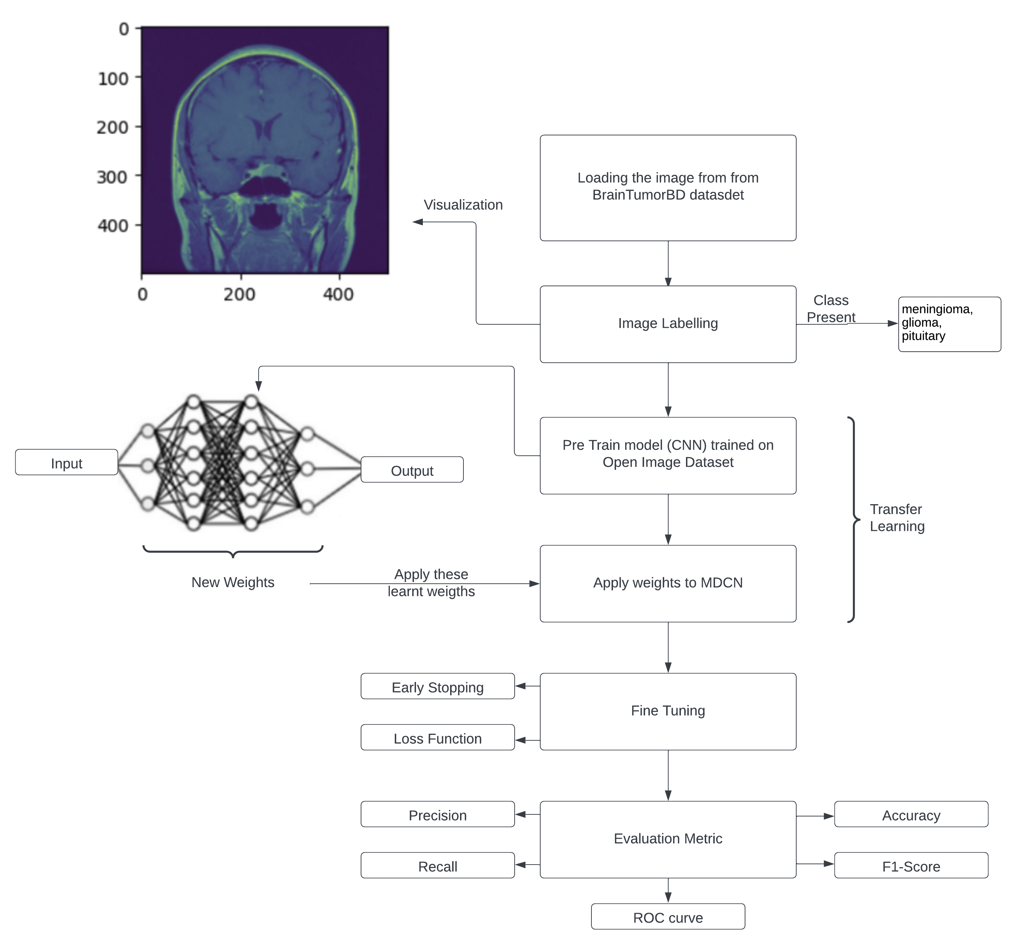 0
100
200
300
400
0
200
400
Visualization
Loading the image from from
BrainTumorBD datasdet
Image Labelling
Class
Present
meningioma,
glioma,
pituitary
Pre Train model (CNN) trained on
Open Image Dataset
Input
Output
Transfer
Learning
New Weights
Apply these
learnt weigths
Apply weights to MDCN
Early Stopping
Fine Tuning
Loss Function
Precision
Evaluation Metric
Accuracy
Recall
F1-Score
ROC curve